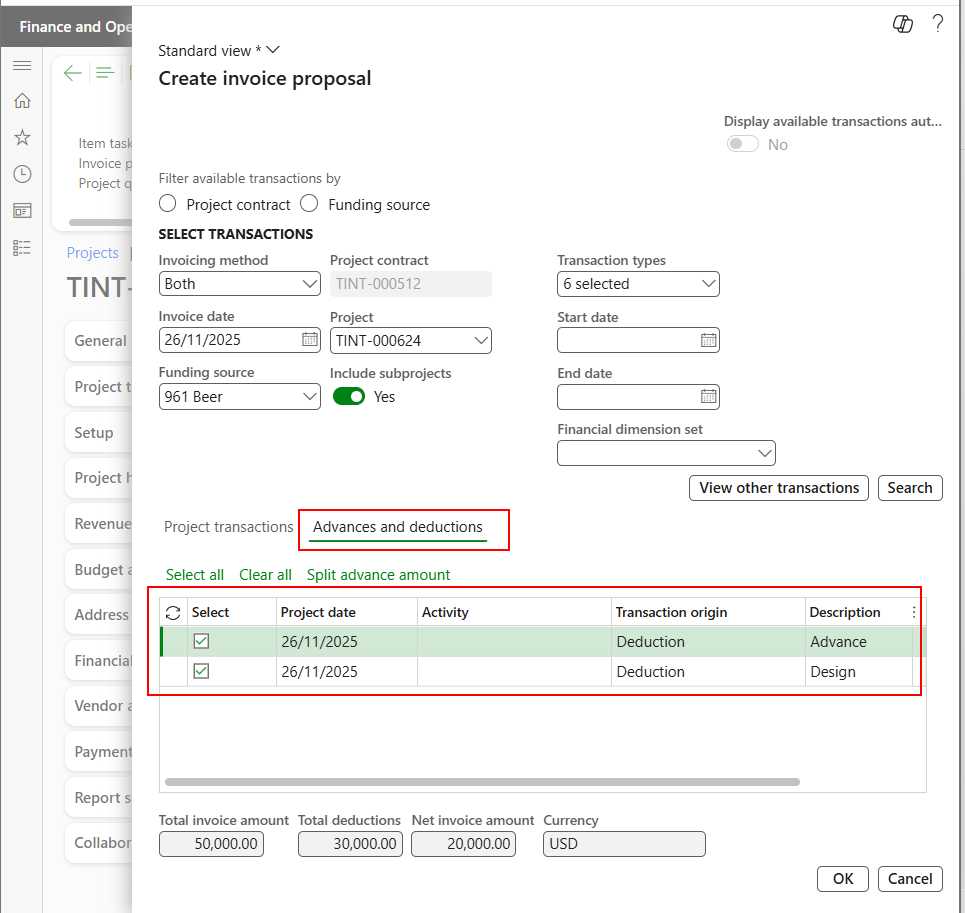 Finance and Ope
?
Standard view *
Create invoice proposal
Display available transactions aut...
No
Item task
Invoice p
Project q
Filter available transactions by
Project contract Funding source
SELECT TRANSACTIONS
Invoicing method Project contract Transaction types
Both TINT-000512 6 selected
Invoice date Project Start date
26/11/2025 TINT-000624
Funding source Include subprojects End date
961 Beer Yes
Financial dimension set
View other transactions Search
Projects
TINT-
General
Project t
Setup
Project h
Revenue
Budget a
Address
Financial
Vendor a
Payment
Report s
Collabor
Project transactions Advances and deductions
Select all Clear all Split advance amount
Select Project date Activity Transaction origin Description
26/11/2025 Deduction Advance
26/11/2025 Deduction Design
Total invoice amount Total deductions Net invoice amount Currency
50,000.00 30,000.00 20,000.00 USD
OK Cancel